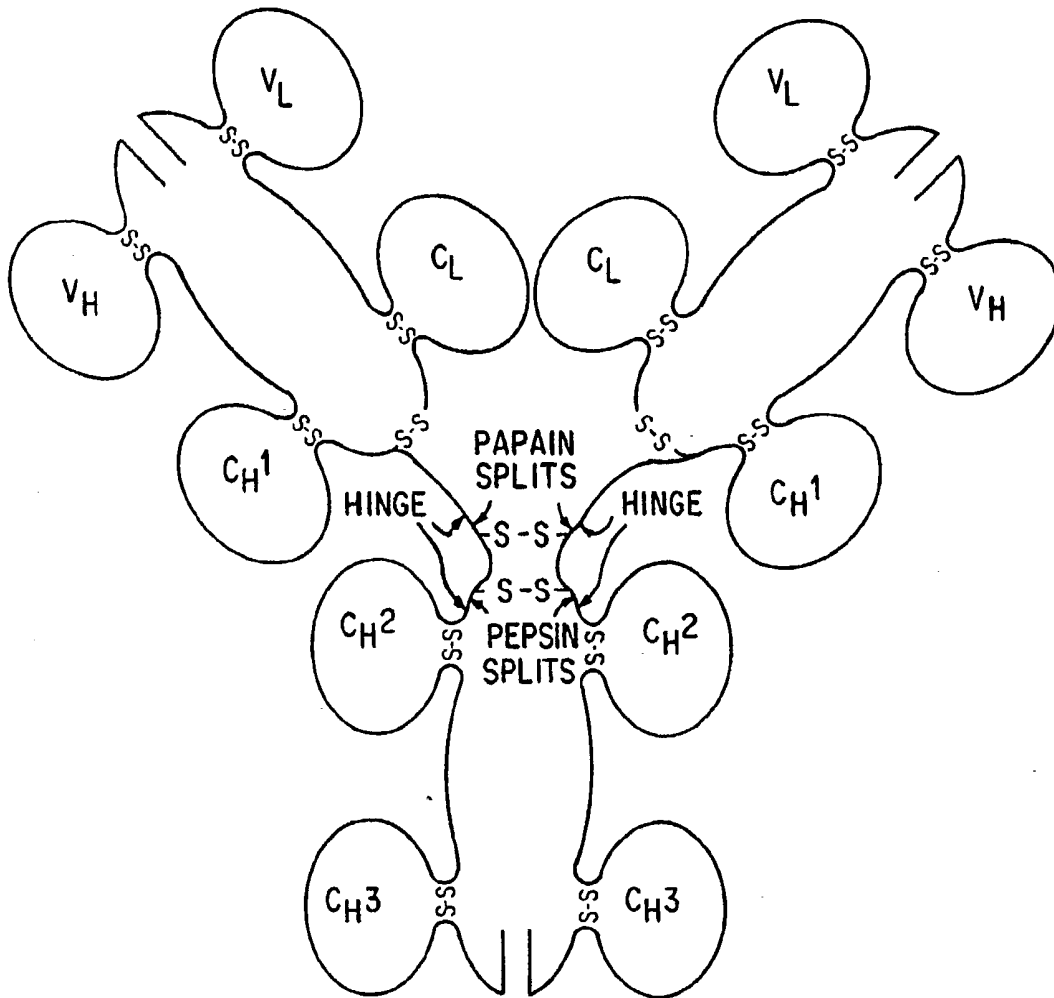 VL
VL
S-S
S-S
CL
CL
VH
S-S
S-S
VH
S-S
S-S
S-S
S-S
S-S
S-S
PAPAIN
SPLITS
CH1
CH1
HINGE
HINGE
S-S
S-S
CH2
PEPSIN
SPLITS
CH2
S-S
S-S
CH3
CH3
S-S
S-S